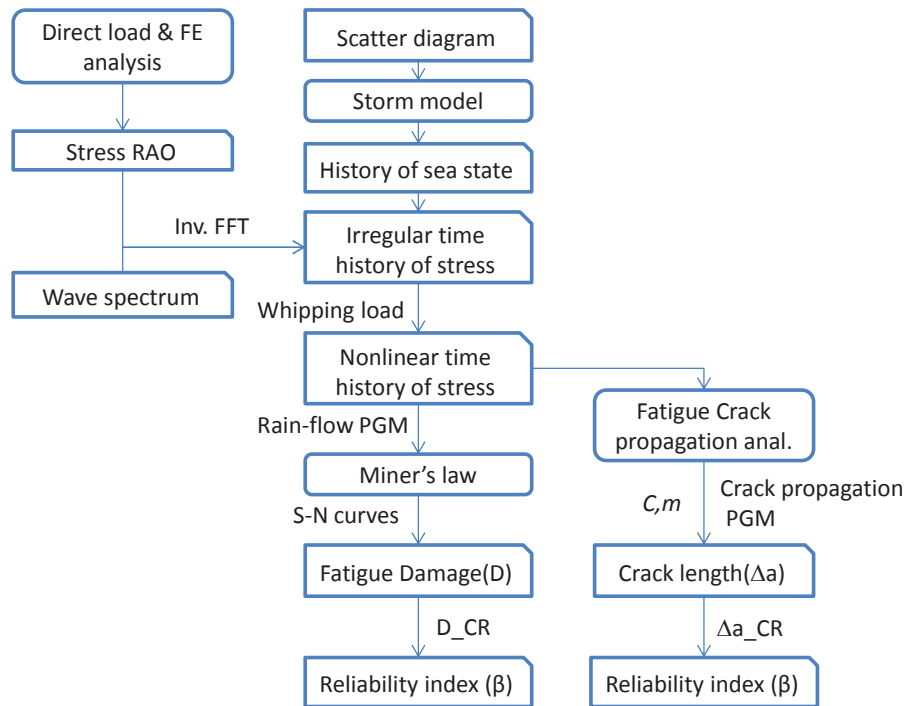 Direct load & FE
analysis
Scatter diagram
Storm model
Stress RAO
History of sea state
Inv. FFT
Irregular time
history of stress
Wave spectrum
Whipping load
Nonlinear time
history of stress
Rain-flow PGM
Fatigue Crack
propagation anal.
Miner's law
C,m
Crack propagation
PGM
S-N curves
Fatigue Damage(D)
Crack length(Δa)
D_CR
Δa_CR
Reliability index (β)
Reliability index (β)